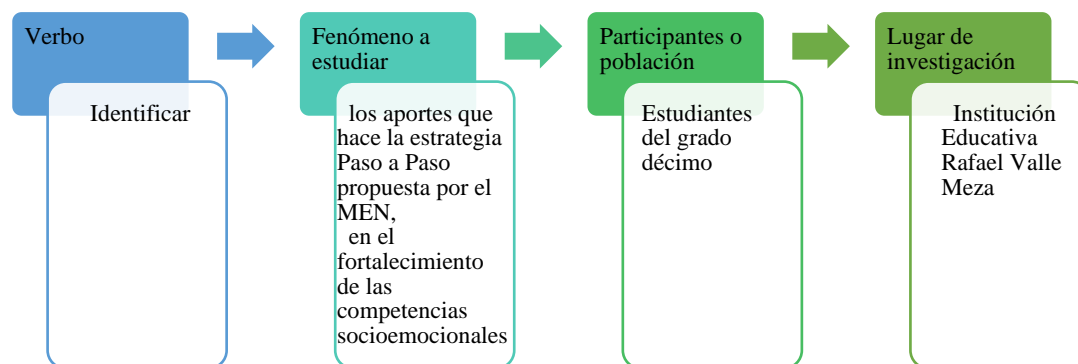 Verbo
Identificar
Fenómeno a
estudiar
los aportes que
hace la estrategia
Paso a Paso
propuesta por el
MEN,
en el
fortalecimiento
de las
competencias
socioemocionales
Participantes o
población
Estudiantes
del grado
décimo
Lugar de
investigación
Institución
Educativa
Rafael Valle
Meza